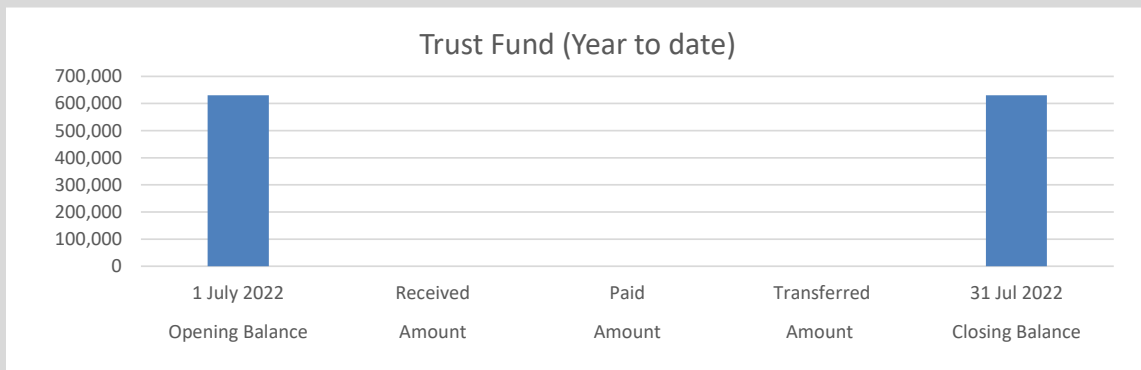 Trust Fund (Year to date)
700,000
600,000
500,000
400,000
300,000
200,000
100,000
0
1 July 2022 Received Paid Transferred 31 Jul 2022
Opening Balance Amount Amount Amount Closing Balance